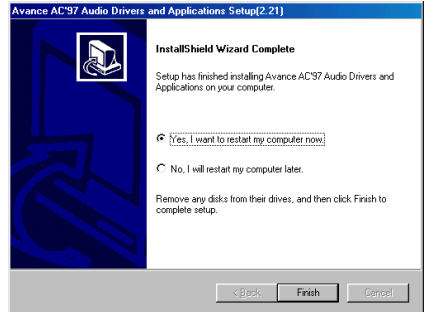 Avance AC'97 Audio Drivers and Applications Setup(2.21)
InstallShield Wizard Complete
Setup has finished installing Avance AC'97 Audio Drivers and
Applications on your computer.
Yes, I want to restart my computer now.
No, I will restart my computer later.
Remove any disks from their drives, and then click Finish to
complete setup.
< Back Finish Cancel